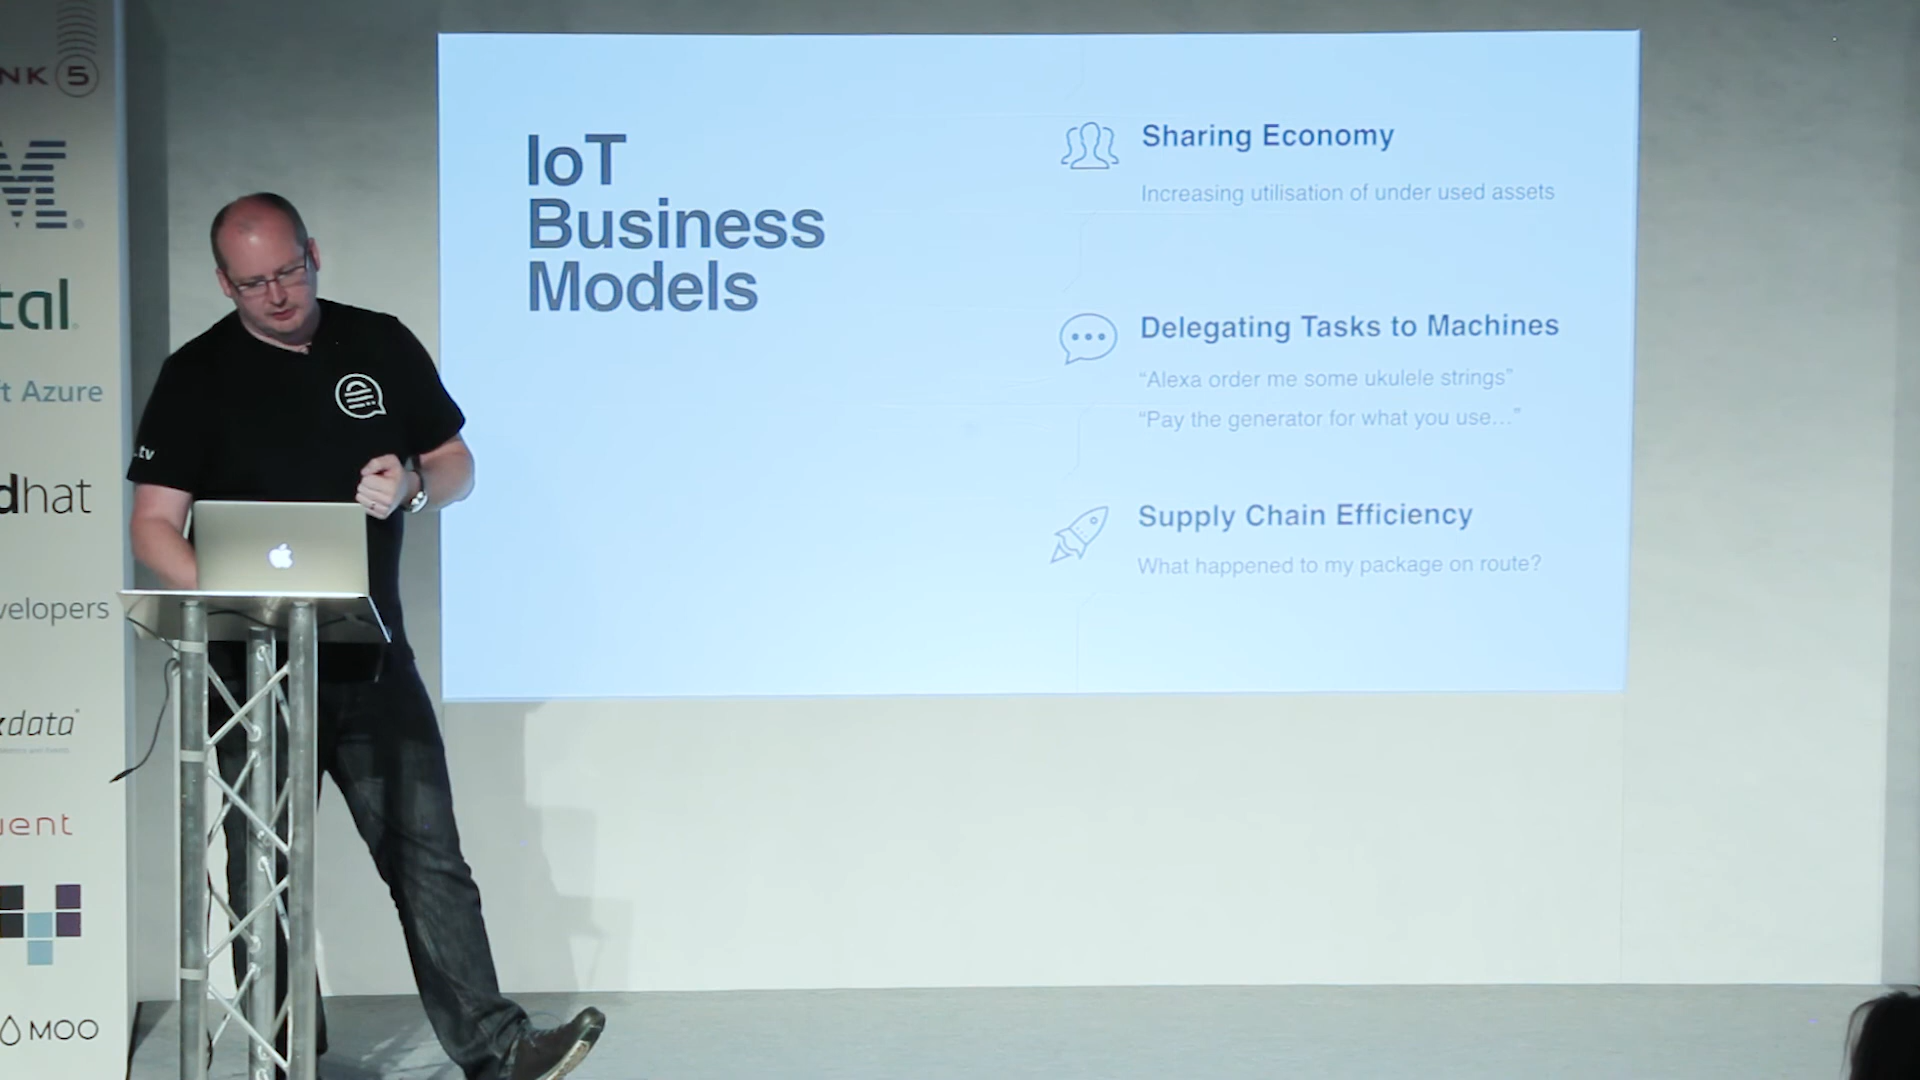 NK 5
M
tal
t Azure
dhat
velopers
xdata
uent
MOO
.tv
IoT
Business
Models
Sharing Economy
Increasing utilisation of under used assets
Delegating Tasks to Machines
“Alexa order me some ukulele strings”
“Pay the generator for what you use...”
Supply Chain Efficiency
What happened to my package on route?